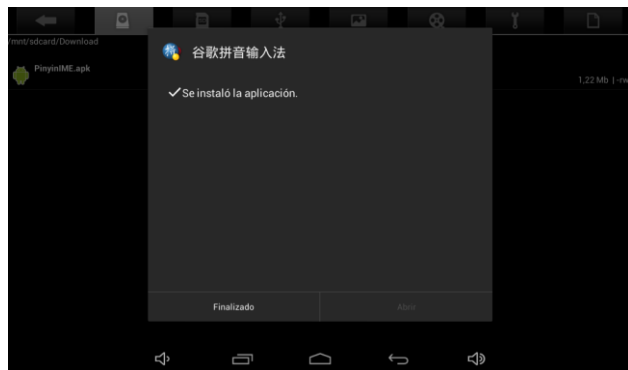 /mnt/sdcard/Download
谷歌拼音输入法
PinyinIME.apk
1,22 Mb | -rw
Se instaló la aplicación.
Finalizado
Abrir